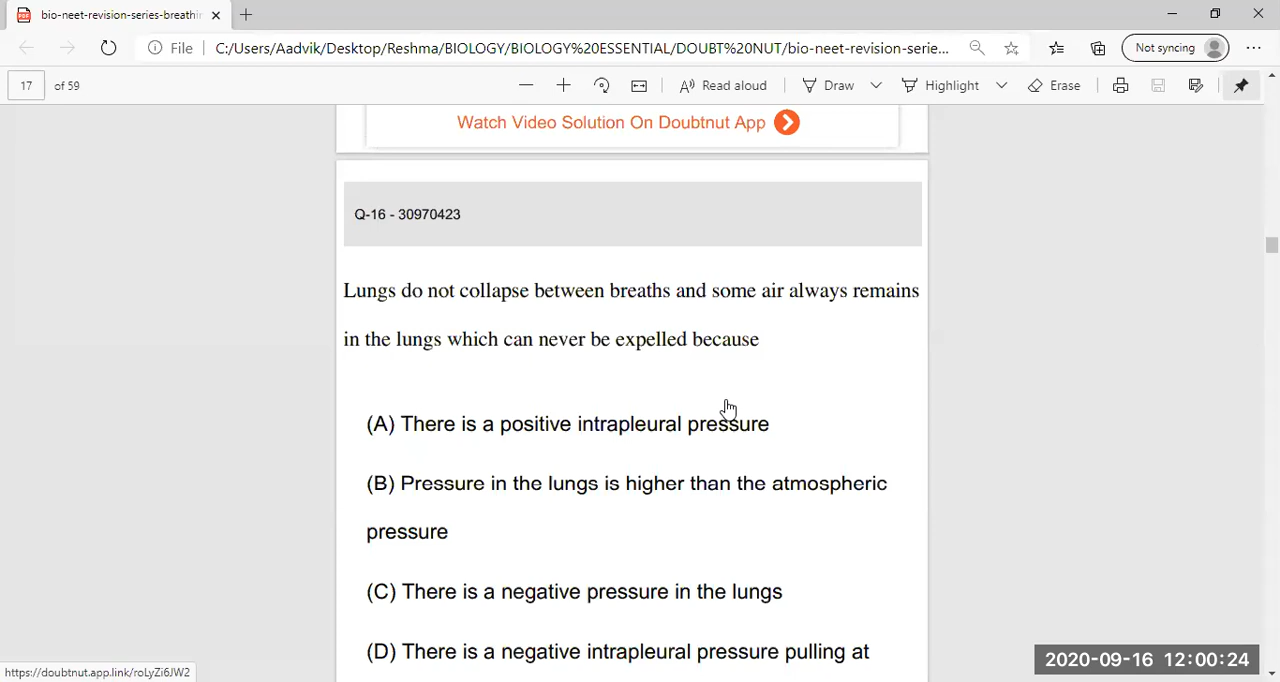 bio-neet-revision-series-breathin
File
C:/Users/Aadvik/Desktop/Reshma/BIOLOGY/BIOLOGY%20ESSENTIAL/DOUBT%20NUT/bio-neet-revision-serie...
Not syncing
17 of 59
Read aloud
Draw
Highlight
Erase
Watch Video Solution On Doubtnut App
Q-16 - 30970423
Lungs do not collapse between breaths and some air always remains
in the lungs which can never be expelled because
(A) There is a positive intrapleural pressure
(B) Pressure in the lungs is higher than the atmospheric
pressure
(C) There is a negative pressure in the lungs
(D) There is a negative intrapleural pressure pulling at
https://doubtnut.app.link/roLyZi6JW2
2020-09-16 12:00:24